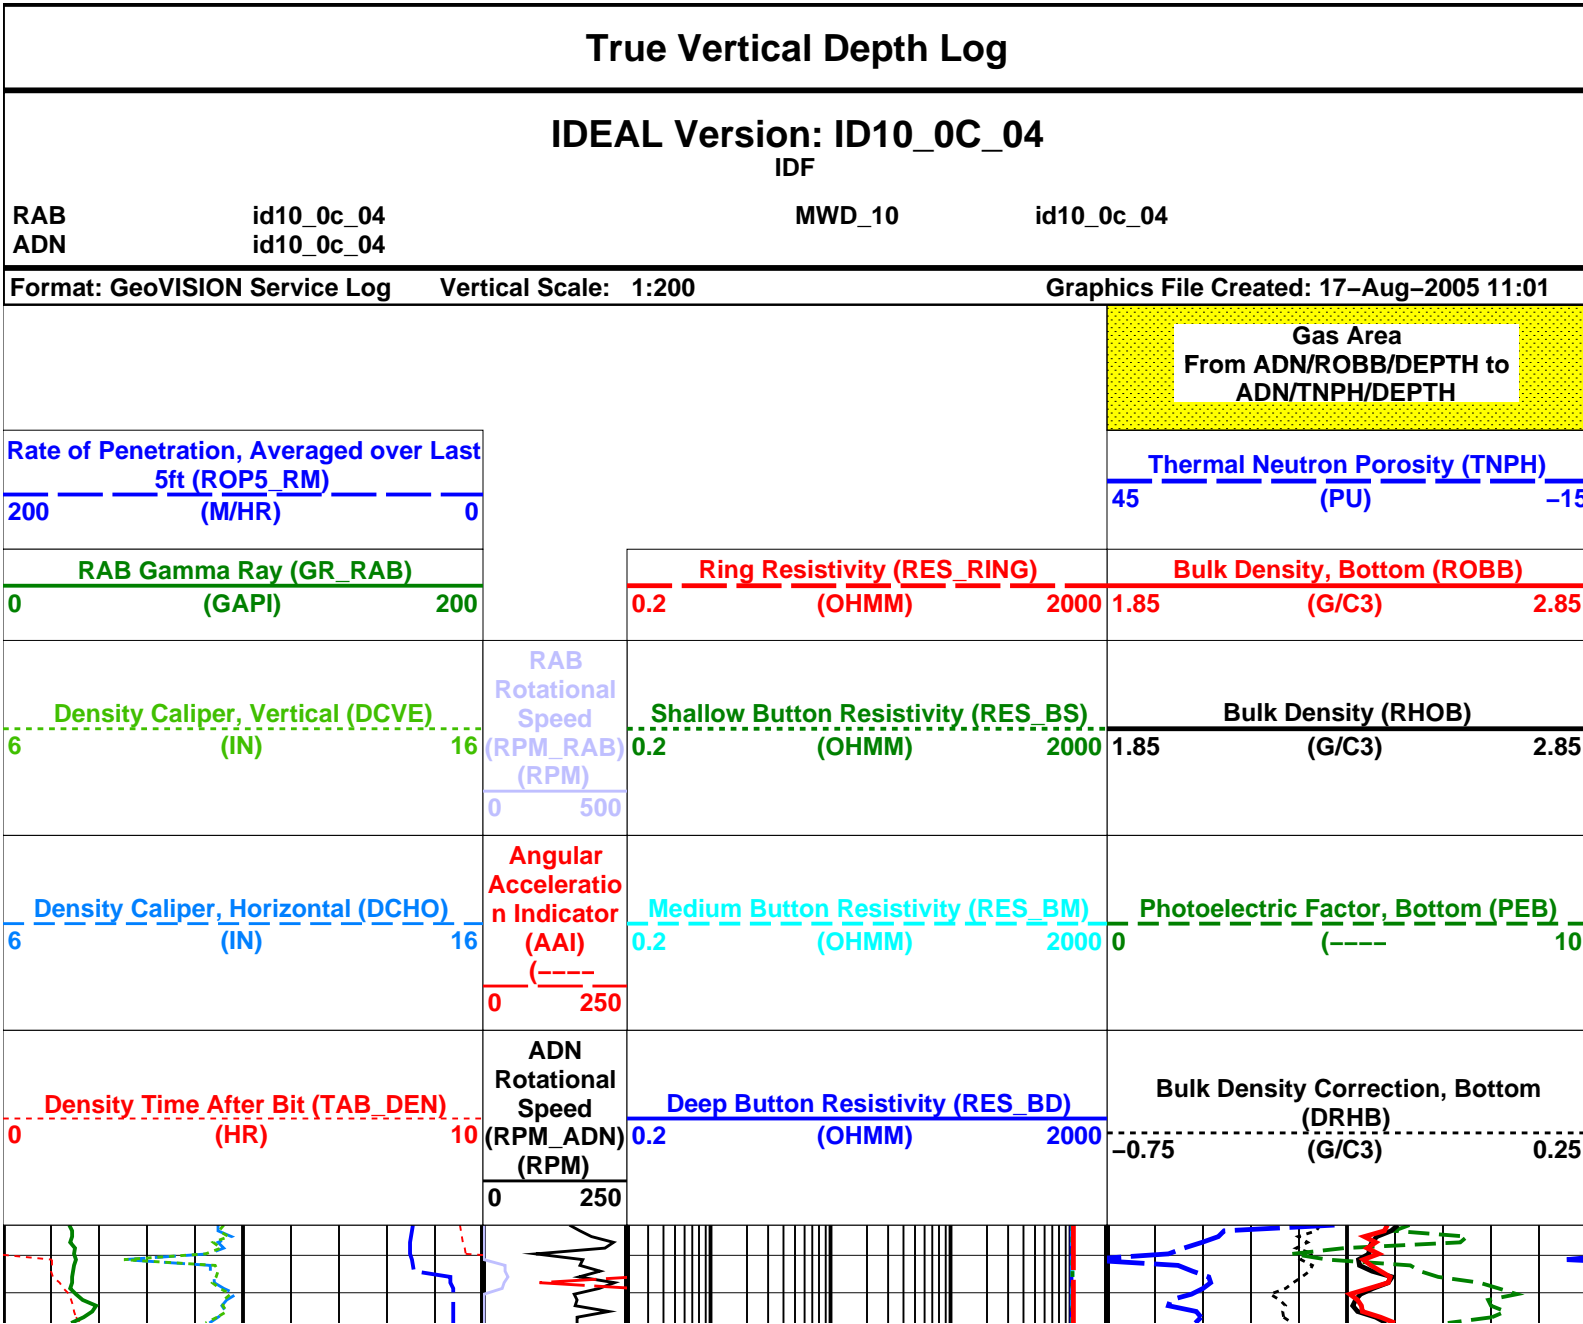 True Vertical Depth Log
IDEAL Version: ID10_0C_04
IDF
RAB id10_0c_04 MWD_10 id10_0c_04
ADN id10_0c_04
Format: GeoVISION Service Log Vertical Scale: 1:200 Graphics File Created: 17–Aug–2005 11:01
Gas Area
From ADN/ROBB/DEPTH to
ADN/TNPH/DEPTH
Rate of Penetration, Averaged over Last
5ft (ROP5_RM)
200 (M/HR) 0
Thermal Neutron Porosity (TNPH)
45 (PU) –15
RAB Gamma Ray (GR_RAB)
0 (GAPI) 200
Ring Resistivity (RES_RING)
0.2 (OHMM) 2000
Bulk Density, Bottom (ROBB)
1.85 (G/C3) 2.85
Density Caliper, Vertical (DCVE)
6 (IN) 16
RAB
Rotational
Speed
(RPM_RAB)
(RPM)
0 500
Shallow Button Resistivity (RES_BS)
0.2 (OHMM) 2000
Bulk Density (RHOB)
1.85 (G/C3) 2.85
Density Caliper, Horizontal (DCHO)
6 (IN) 16
Angular
Acceleratio
n Indicator
(AAI)
(––––
0 250
Medium Button Resistivity (RES_BM)
0.2 (OHMM) 2000
Photoelectric Factor, Bottom (PEB)
0 (–––– 10
Density Time After Bit (TAB_DEN)
0 (HR) 10
ADN
Rotational
Speed
(RPM_ADN)
(RPM)
0 250
Deep Button Resistivity (RES_BD)
0.2 (OHMM) 2000
Bulk Density Correction, Bottom
(DRHB)
–0.75 (G/C3) 0.25